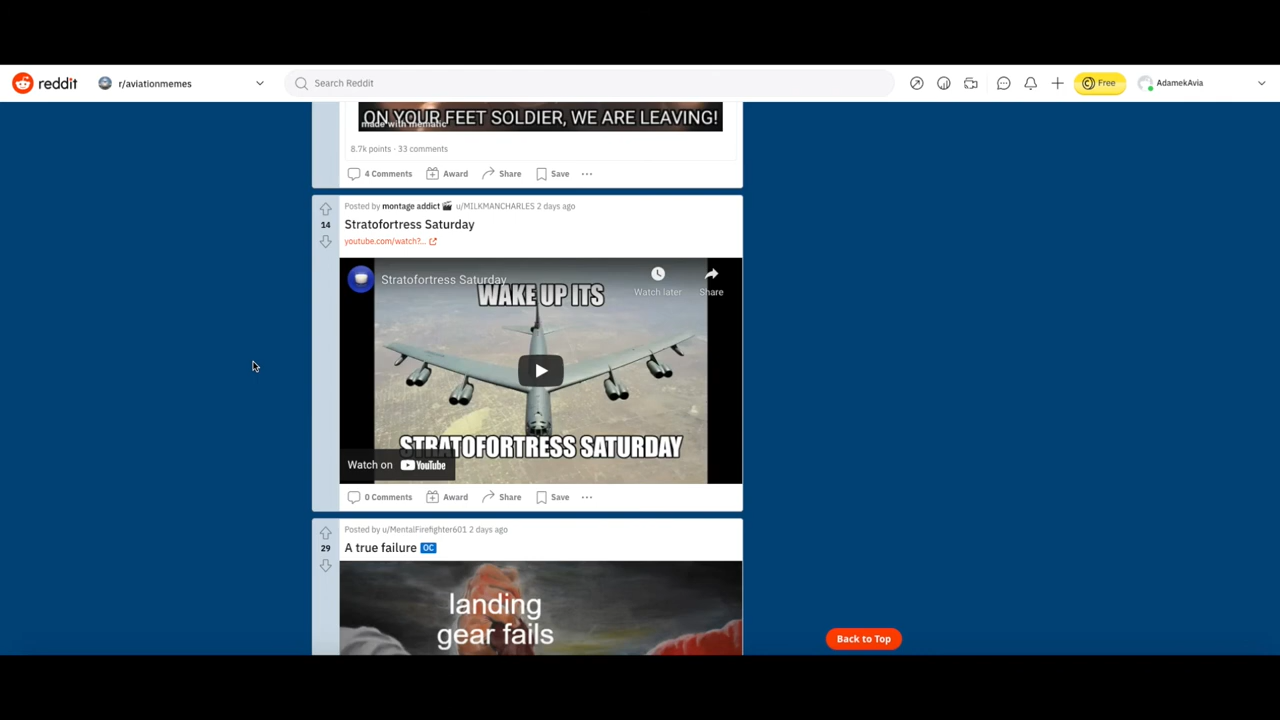 reddit
r/aviationmemes
Search Reddit
Free
AdamekAvia
ON YOUR FEET SOLDIER, WE ARE LEAVING!
made with mematic
8.7k points · 33 comments
4 Comments
Award
Share
Save
Posted by montage addict 🎬 u/MILKMANCHARLES 2 days ago
14
Stratofortress Saturday
youtube.com/watch?...
Stratofortress Saturday
Watch later
Share
WAKE UP ITS
STRATOFORTRESS SATURDAY
Watch on YouTube
0 Comments
Award
Share
Save
Posted by u/MentalFirefighter601 2 days ago
29
A true failure OC
landing
gear fails
Back to Top